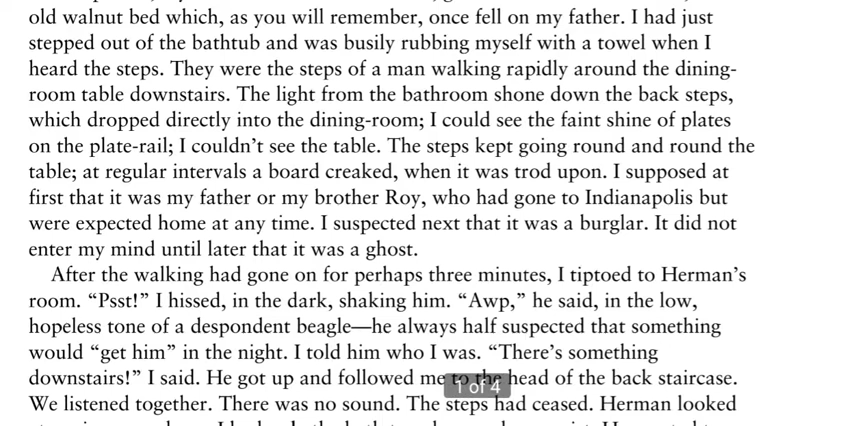 old walnut bed which, as you will remember, once fell on my father. I had just
stepped out of the bathtub and was busily rubbing myself with a towel when I
heard the steps. They were the steps of a man walking rapidly around the dining-
room table downstairs. The light from the bathroom shone down the back steps,
which dropped directly into the dining-room; I could see the faint shine of plates
on the plate-rail; I couldn’t see the table. The steps kept going round and round the
table; at regular intervals a board creaked, when it was trod upon. I supposed at
first that it was my father or my brother Roy, who had gone to Indianapolis but
were expected home at any time. I suspected next that it was a burglar. It did not
enter my mind until later that it was a ghost.
After the walking had gone on for perhaps three minutes, I tiptoed to Herman’s
room. “Psst!” I hissed, in the dark, shaking him. “Awp,” he said, in the low,
hopeless tone of a despondent beagle—he always half suspected that something
would “get him” in the night. I told him who I was. “There’s something
downstairs!” I said. He got up and followed me to the head of the back staircase.
1 of 4
We listened together. There was no sound. The steps had ceased. Herman looked